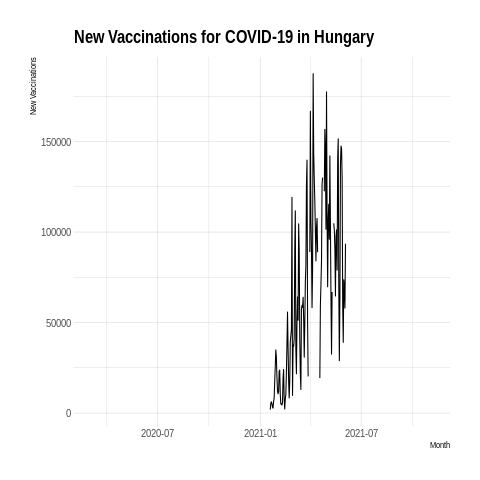 New Vaccinations for COVID-19 in Hungary
New Vaccinations
150000
100000
50000
0
2020-07
2021-01
2021-07
Month